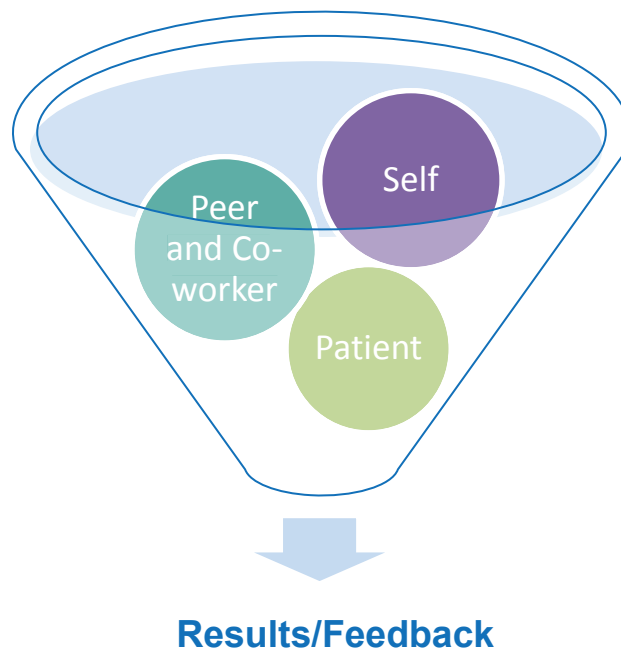 Self
Peer
and Co-
worker
Patient
Results/Feedback